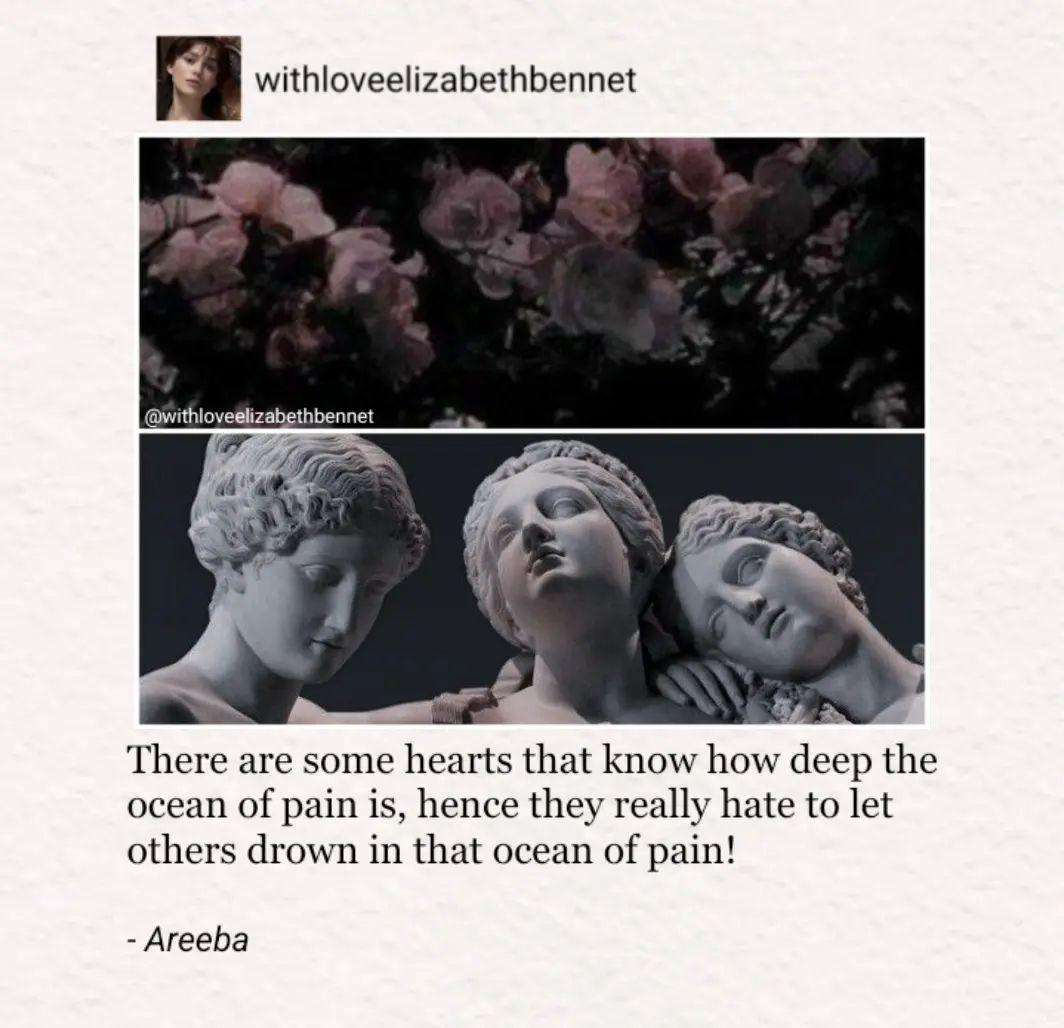 withloveelizabethbennet
@withloveelizabethbennet
There are some hearts that know how deep the
ocean of pain is, hence they really hate to let
others drown in that ocean of pain!
- Areeba